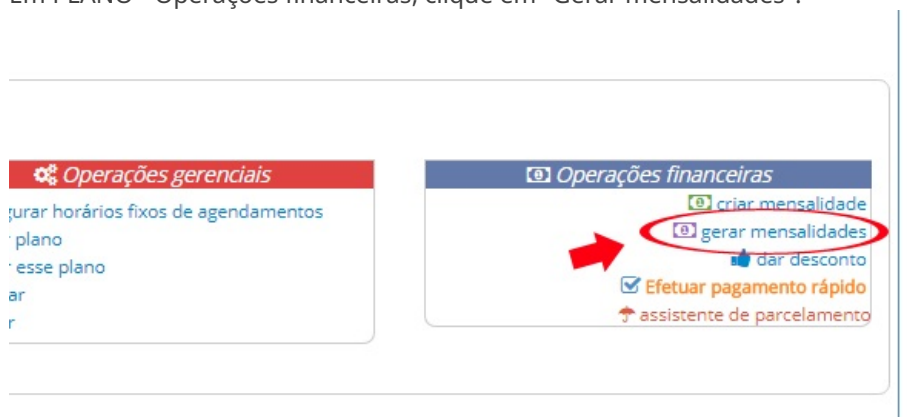 Em PLANO - Operações financeiras, clique em "Gerar mensalidades".
Operações gerenciais
gurar horários fixos de agendamentos
plano
esse plano
ar
r
Operações financeiras
criar mensalidade
gerar mensalidades
dar desconto
Efetuar pagamento rápido
assistente de parcelamento